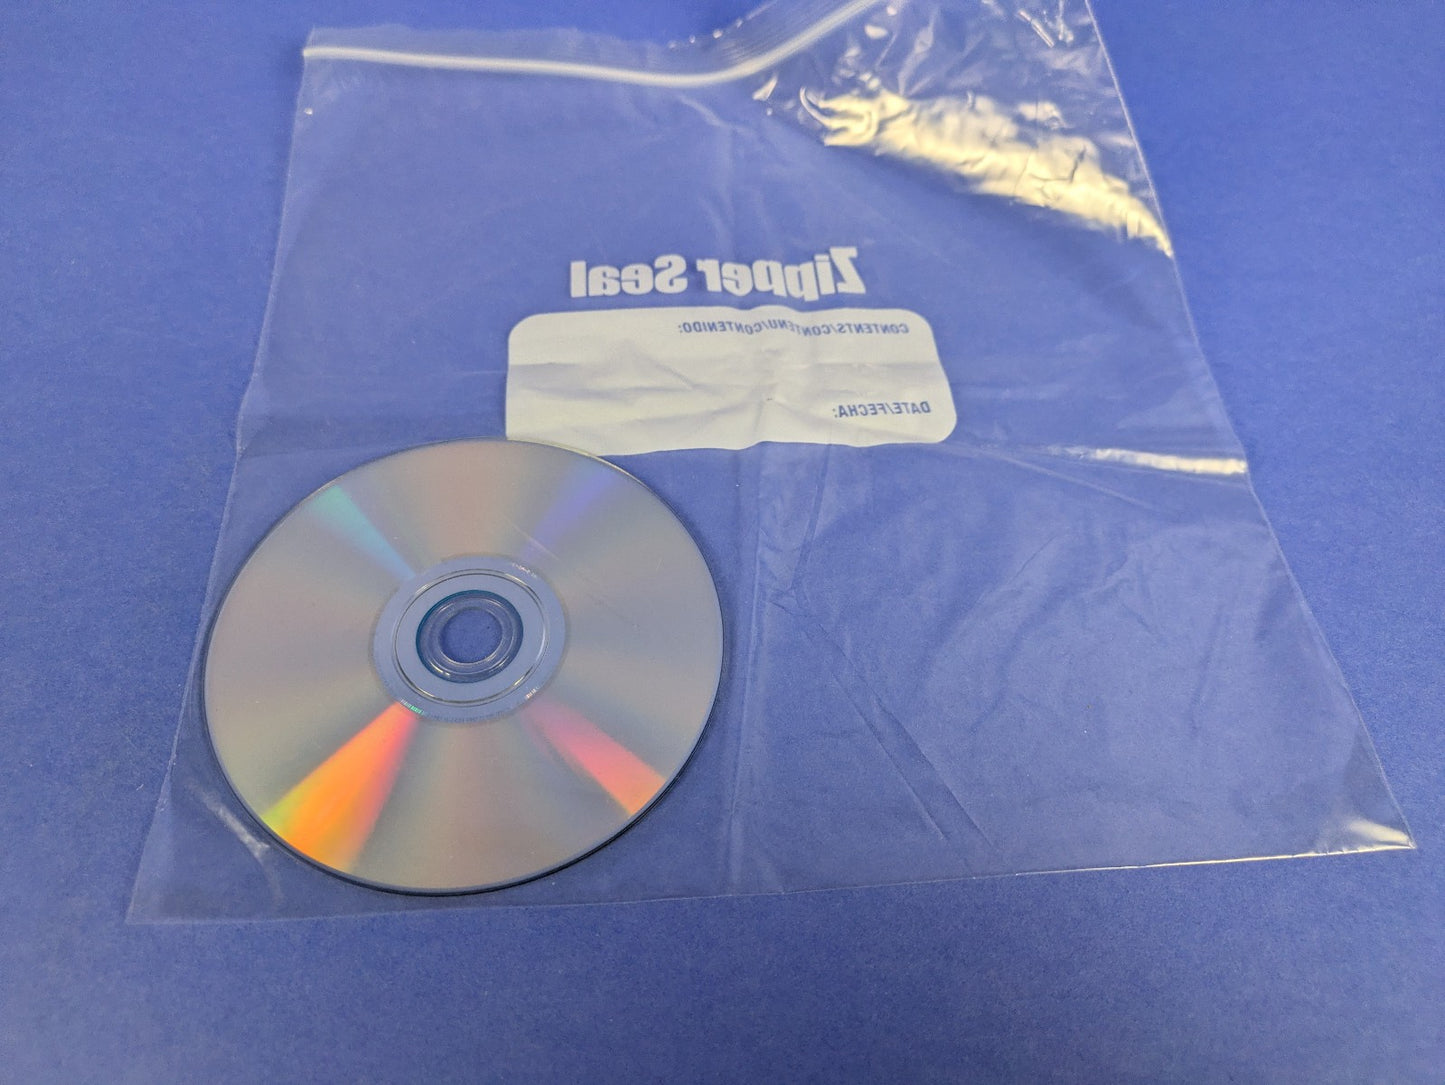 Zipper Seal
CONTENTS/CONTENU/CONTENIDO:
DATE/FECHA: